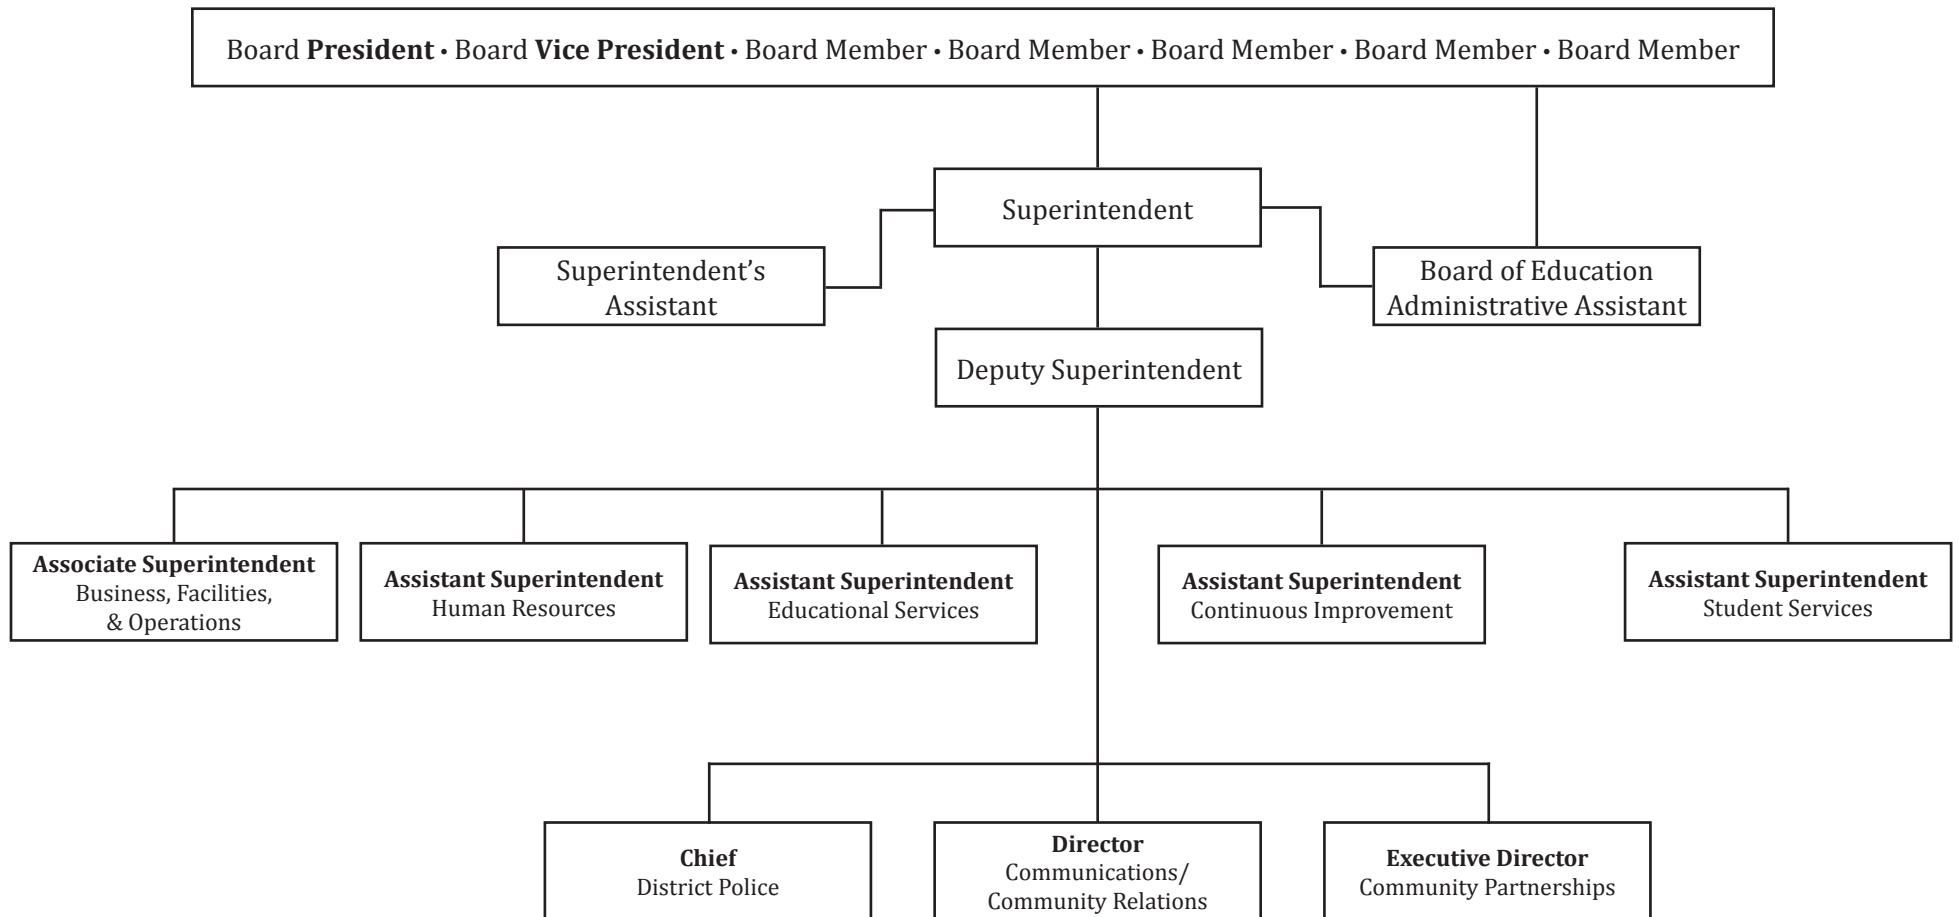 Board President • Board Vice President • Board Member • Board Member • Board Member • Board Member • Board Member
Superintendent
Superintendent’s
Assistant
Board of Education
Administrative Assistant
Deputy Superintendent
Associate Superintendent
Business, Facilities,
& Operations
Assistant Superintendent
Human Resources
Assistant Superintendent
Educational Services
Assistant Superintendent
Continuous Improvement
Assistant Superintendent
Student Services
Chief
District Police
Director
Communications/
Community Relations
Executive Director
Community Partnerships